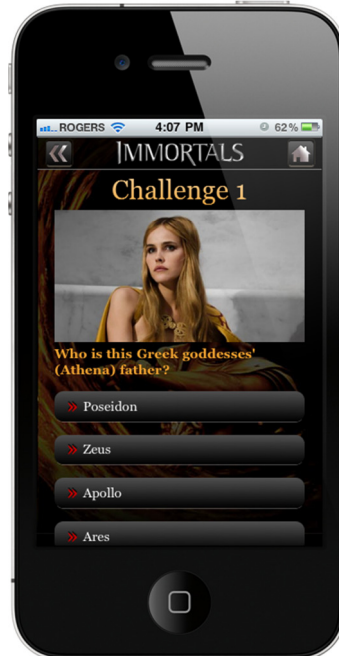 ROGERS 4:07 PM 62%
IMMORTALS
Challenge 1
Who is this Greek goddesses'
(Athena) father?
Poseidon
Zeus
Apollo
Ares